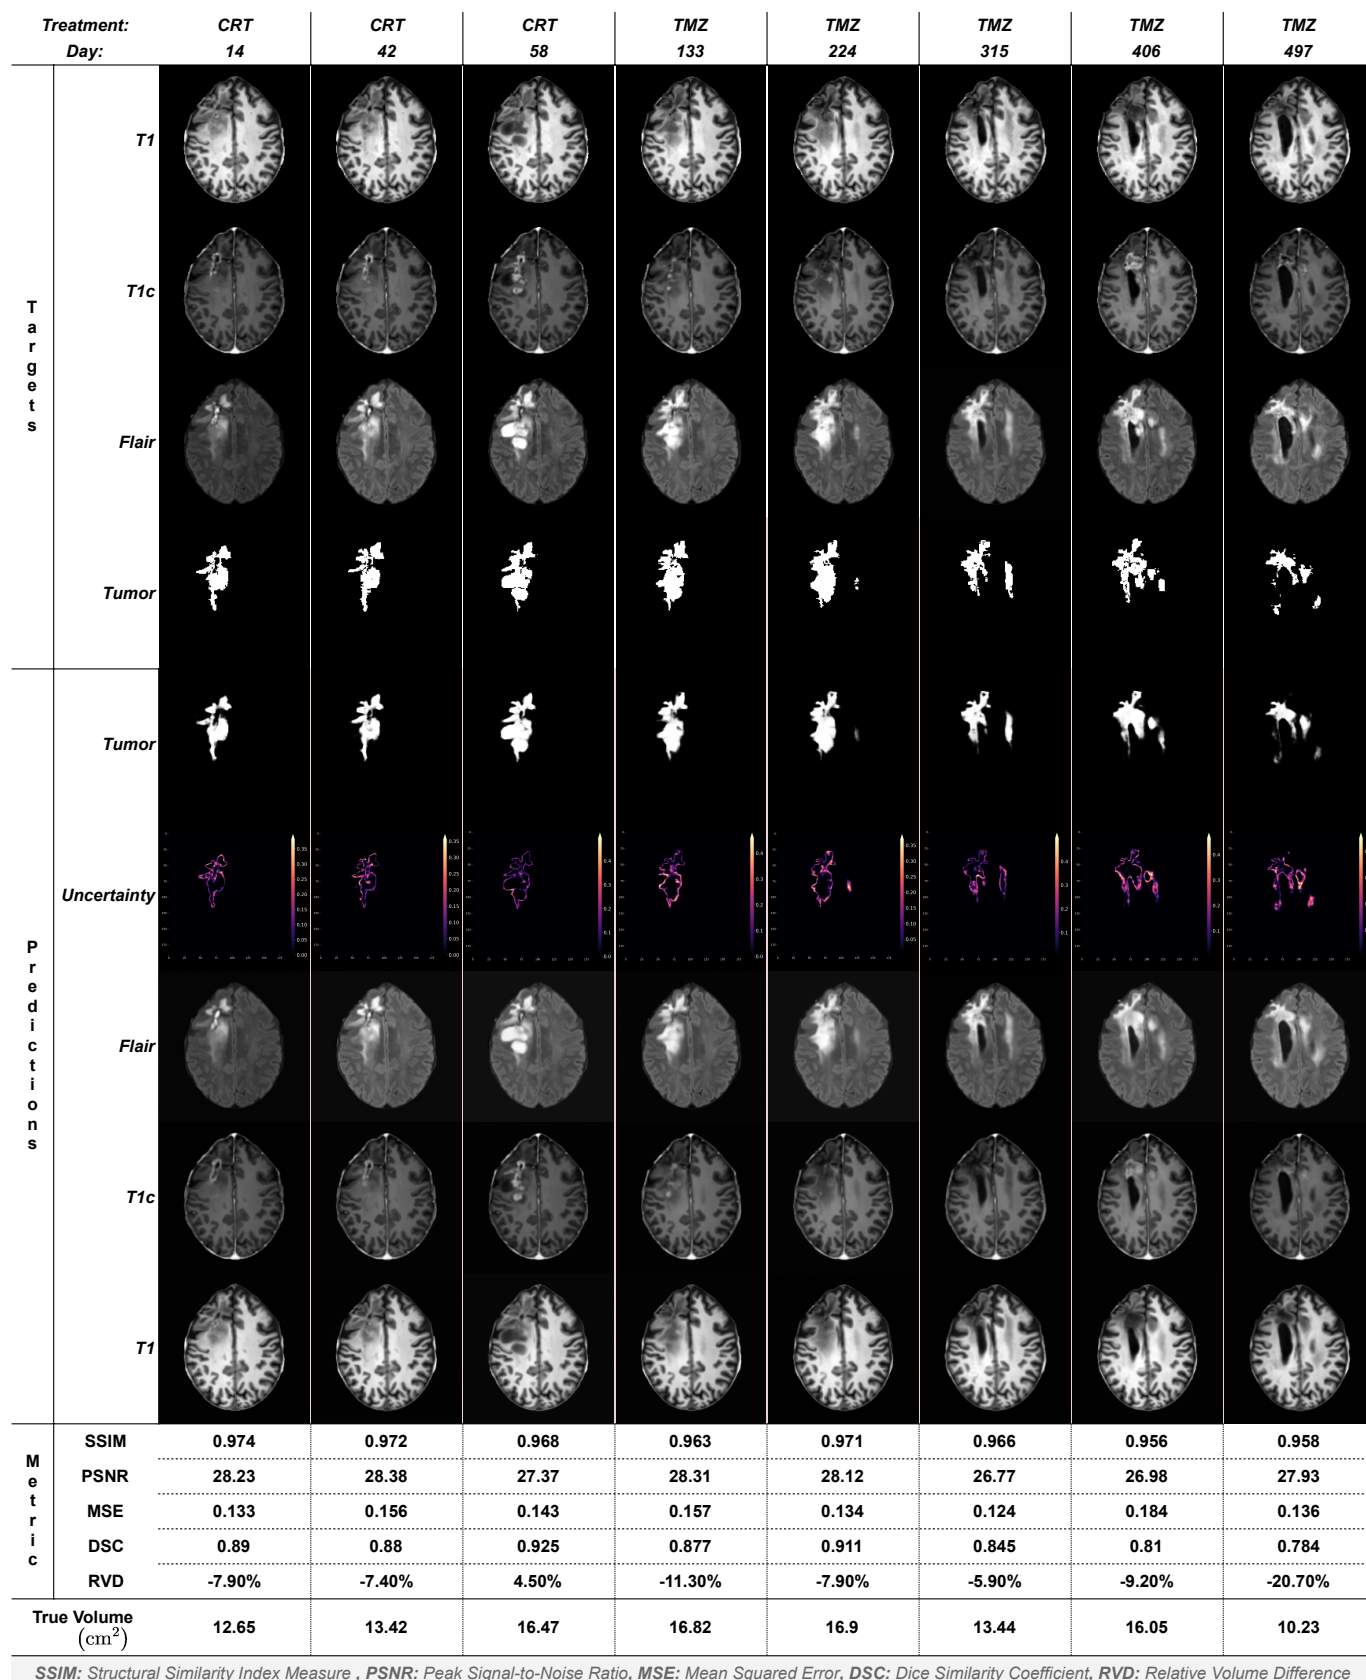 Treatment: CRT CRT CRT TMZ TMZ TMZ TMZ TMZ
Day: 14 42 58 133 224 315 406 497
Targets
T1
T1c
Flair
Tumor
Predictions
Tumor
Uncertainty
Flair
T1c
T1
Metric
SSIM 0.974 0.972 0.968 0.963 0.971 0.966 0.956 0.958
PSNR 28.23 28.38 27.37 28.31 28.12 26.77 26.98 27.93
MSE 0.133 0.156 0.143 0.157 0.134 0.124 0.184 0.136
DSC 0.89 0.88 0.925 0.877 0.911 0.845 0.81 0.784
RVD -7.90% -7.40% 4.50% -11.30% -7.90% -5.90% -9.20% -20.70%
True Volume (cm²) 12.65 13.42 16.47 16.82 16.9 13.44 16.05 10.23
SSIM: Structural Similarity Index Measure , PSNR: Peak Signal-to-Noise Ratio, MSE: Mean Squared Error, DSC: Dice Similarity Coefficient, RVD: Relative Volume Difference